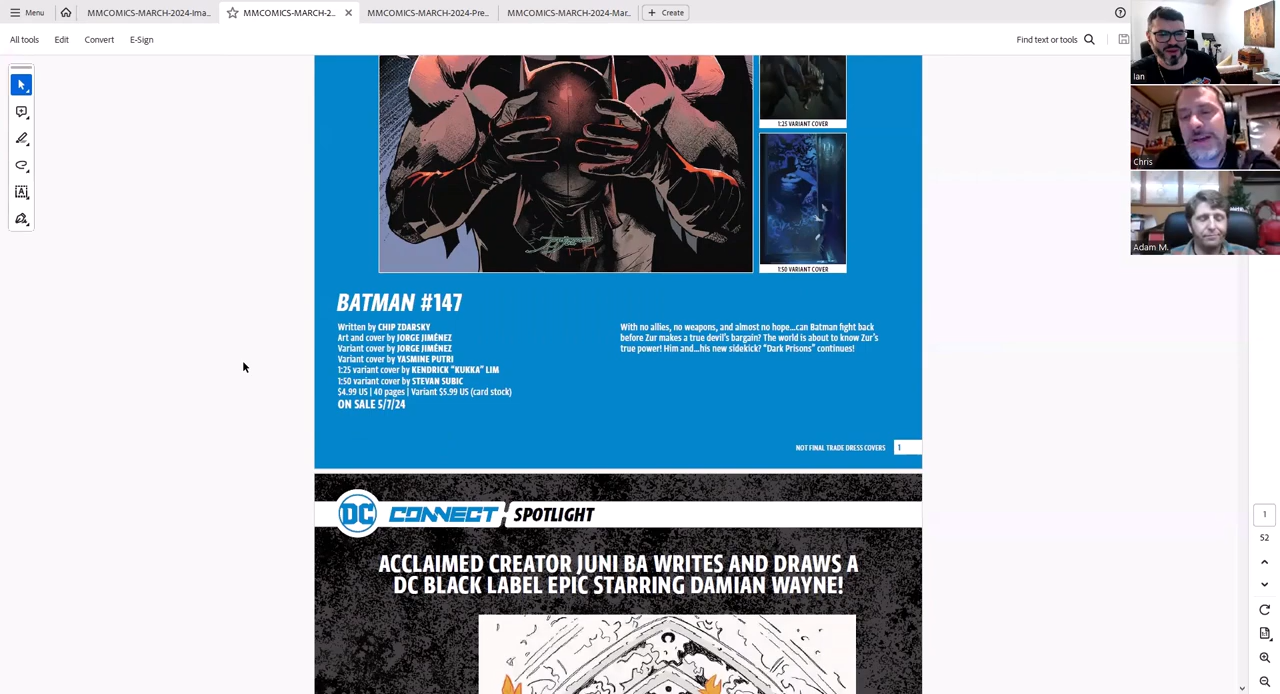 Menu
MMCOMICS-MARCH-2024-Ima...
MMCOMICS-MARCH-2...
MMCOMICS-MARCH-2024-Pre...
MMCOMICS-MARCH-2024-Mar...
Create
All tools
Edit
Convert
E-Sign
Find text or tools
Ian
Chris
Adam M.
1:25 VARIANT COVER
1:50 VARIANT COVER
BATMAN #147
Written by CHIP ZDARSKY
Art and cover by JORGE JIMÉNEZ
Variant cover by JORGE JIMÉNEZ
Variant cover by YASMINE PUTRI
1:25 variant cover by KENDRICK “KUKKA” LIM
1:50 variant cover by STEVAN SUBIC
$4.99 US | 40 pages | Variant $5.99 US (card stock)
ON SALE 5/7/24
With no allies, no weapons, and almost no hope...can Batman fight back
before Zur makes a true devil’s bargain? The world is about to know Zur’s
true power! Him and...his new sidekick? “Dark Prisons” continues!
NOT FINAL TRADE DRESS COVERS 1
DC CONNECT SPOTLIGHT
ACCLAIMED CREATOR JUNI BA WRITES AND DRAWS A
DC BLACK LABEL EPIC STARRING DAMIAN WAYNE!
1
52